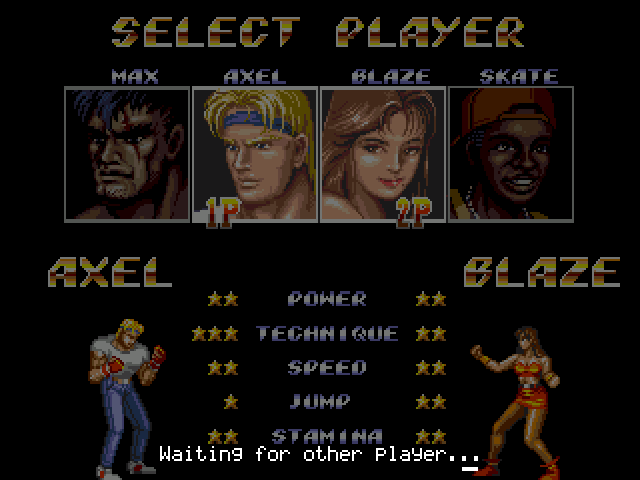 SELECT PLAYER
MAX AXEL BLAZE SKATE
1P 2P
AXEL BLAZE
POWER
TECHNIQUE
SPEED
JUMP
STAMINA
Waiting for other Player...